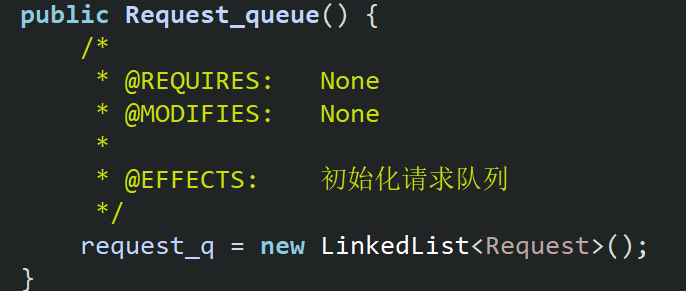 public Request_queue() {
/*
* @REQUIRES: None
* @MODIFIES: None
*
* @EFFECTS: 初始化请求队列
*/
request_q = new LinkedList<Request>();
}